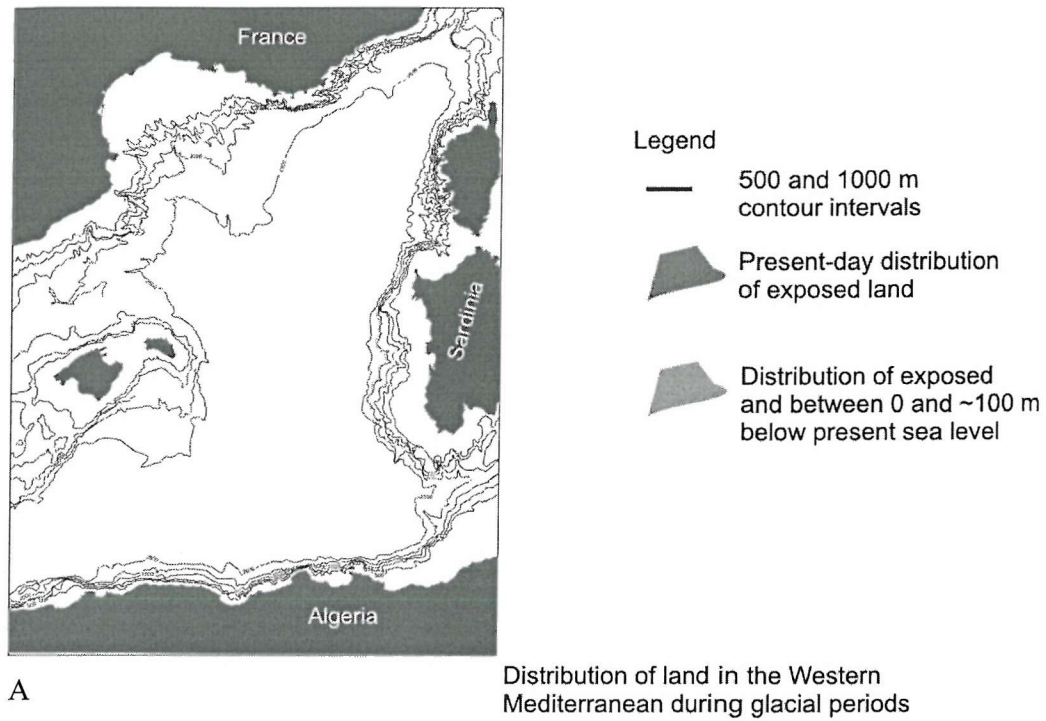 France
Sardinia
Algeria
Legend
500 and 1000 m
contour intervals
Present-day distribution
of exposed land
Distribution of exposed
and between 0 and ~100 m
below present sea level
A
Distribution of land in the Western
Mediterranean during glacial periods